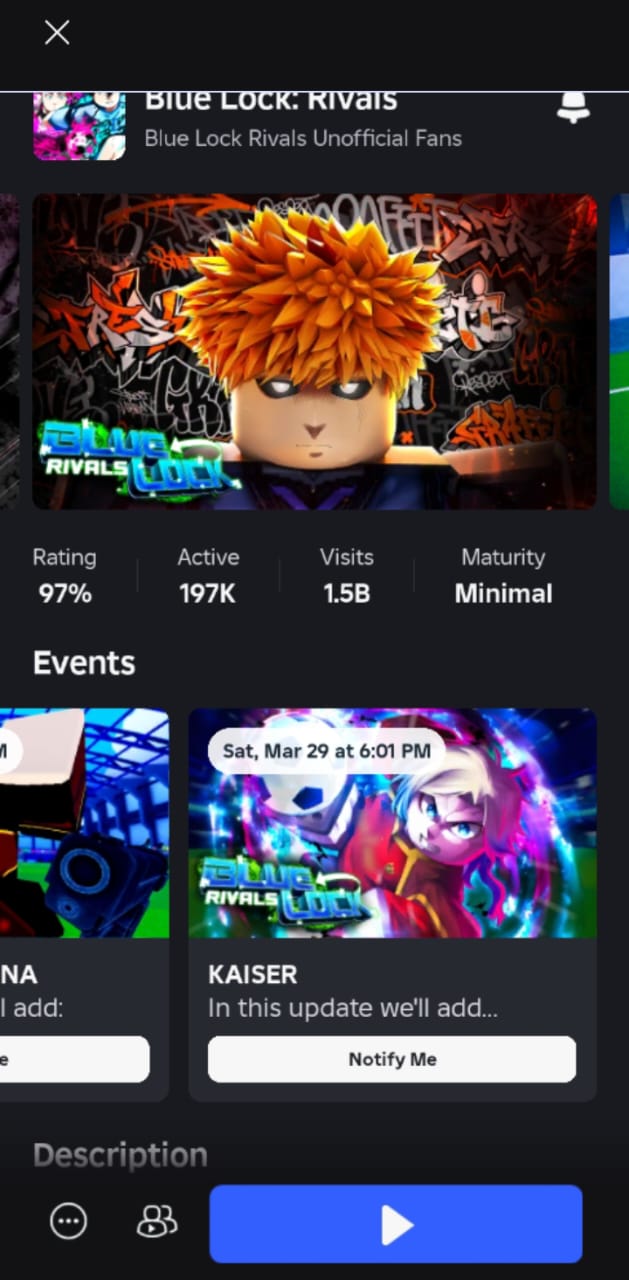 Blue Lock: Rivals
Blue Lock Rivals Unofficial Fans
BLUE
RIVALS LOCK
Rating
Active
Visits
Maturity
97%
197K
1.5B
Minimal
Events
M
Sat, Mar 29 at 6:01 PM
BLUE
RIVALS LOCK
NA
l add:
e
KAISER
In this update we'll add...
Notify Me
Description